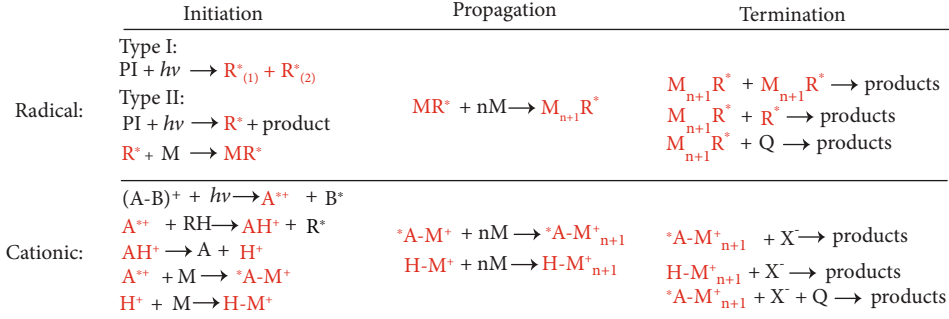 Initiation Propagation Termination
Radical:
Type I:
PI + hν ⟶ R*(1) + R*(2)
Type II:
PI + hν ⟶ R* + product
R* + M ⟶ MR*
MR* + nM ⟶ Mn+1R*
Mn+1R* + Mn+1R* ⟶ products
Mn+1R* + R* ⟶ products
Mn+1R* + Q ⟶ products
Cationic:
(A-B)+ + hν ⟶ A*+ + B*
A*+ + RH ⟶ AH+ + R*
AH+ ⟶ A + H+
A*+ + M ⟶ *A-M+
H+ + M ⟶ H-M+
*A-M+ + nM ⟶ *A-M+n+1
H-M+ + nM ⟶ H-M+n+1
*A-M+n+1 + X- ⟶ products
H-M+n+1 + X- ⟶ products
*A-M+n+1 + X- + Q ⟶ products